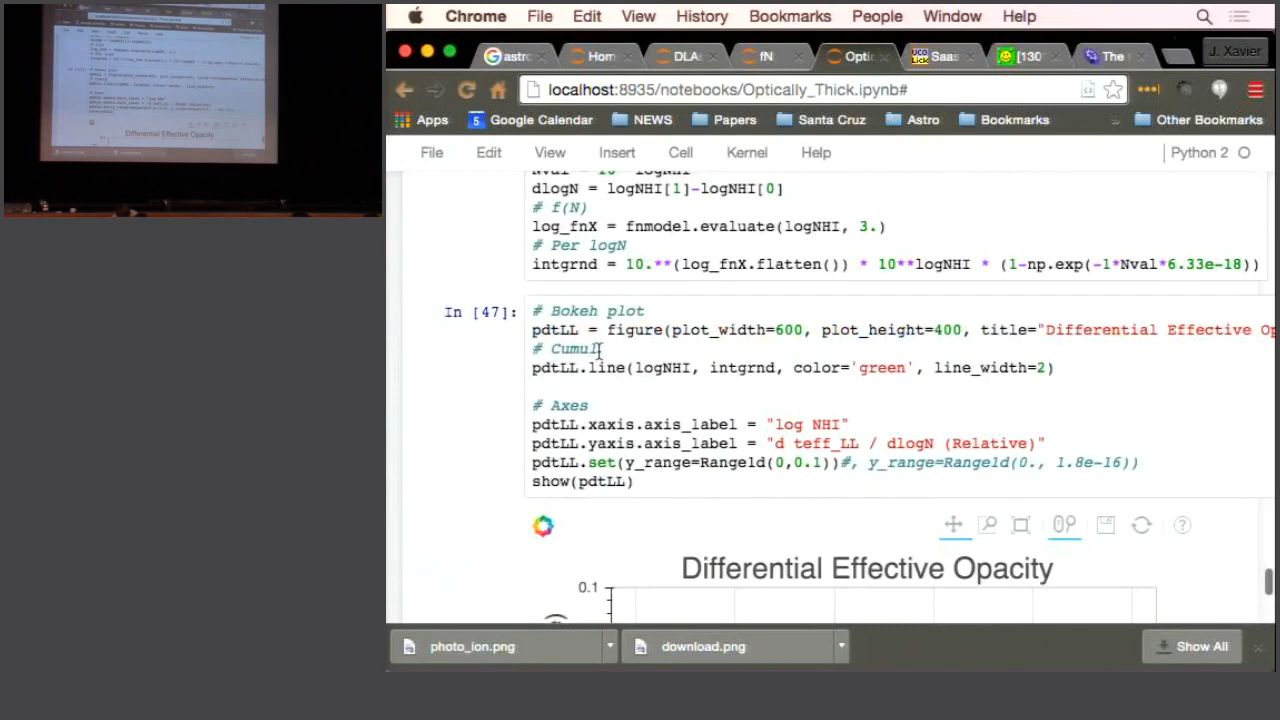 Chrome File Edit View History Bookmarks People Window Help
astro Hom DLA fN Opti Saas [130 The J. Xavier
localhost:8935/notebooks/Optically_Thick.ipynb#
Apps 5 Google Calendar NEWS Papers Santa Cruz Astro Bookmarks » Other Bookmarks
File Edit View Insert Cell Kernel Help Python 2
dlogN = logNHI[1]-logNHI[0]
# f(N)
log_fnX = fnmodel.evaluate(logNHI, 3.)
# Per logN
intgrnd = 10.**(log_fnX.flatten()) * 10**logNHI * (1-np.exp(-1*Nval*6.33e-18))
In [47]:
# Bokeh plot
pdtLL = figure(plot_width=600, plot_height=400, title="Differential Effective Op
# Cumul
pdtLL.line(logNHI, intgrnd, color='green', line_width=2)
# Axes
pdtLL.xaxis.axis_label = "log NHI"
pdtLL.yaxis.axis_label = "d teff_LL / dlogN (Relative)"
pdtLL.set(y_range=Range1d(0,0.1))#, y_range=Range1d(0., 1.8e-16))
show(pdtLL)
Differential Effective Opacity
0.1
photo_ion.png download.png Show All
Differential Effective Opacity